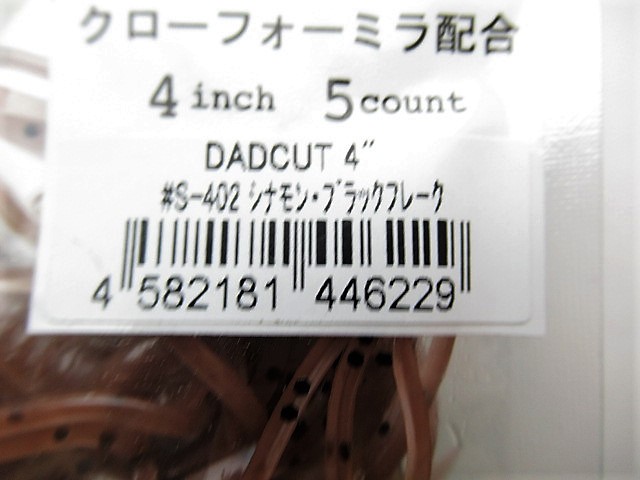 クローフォーミラ配合
4 inch 5 count
DADCUT 4″
#S-402 シナモン・ブラックフレーク
4 582181 446229